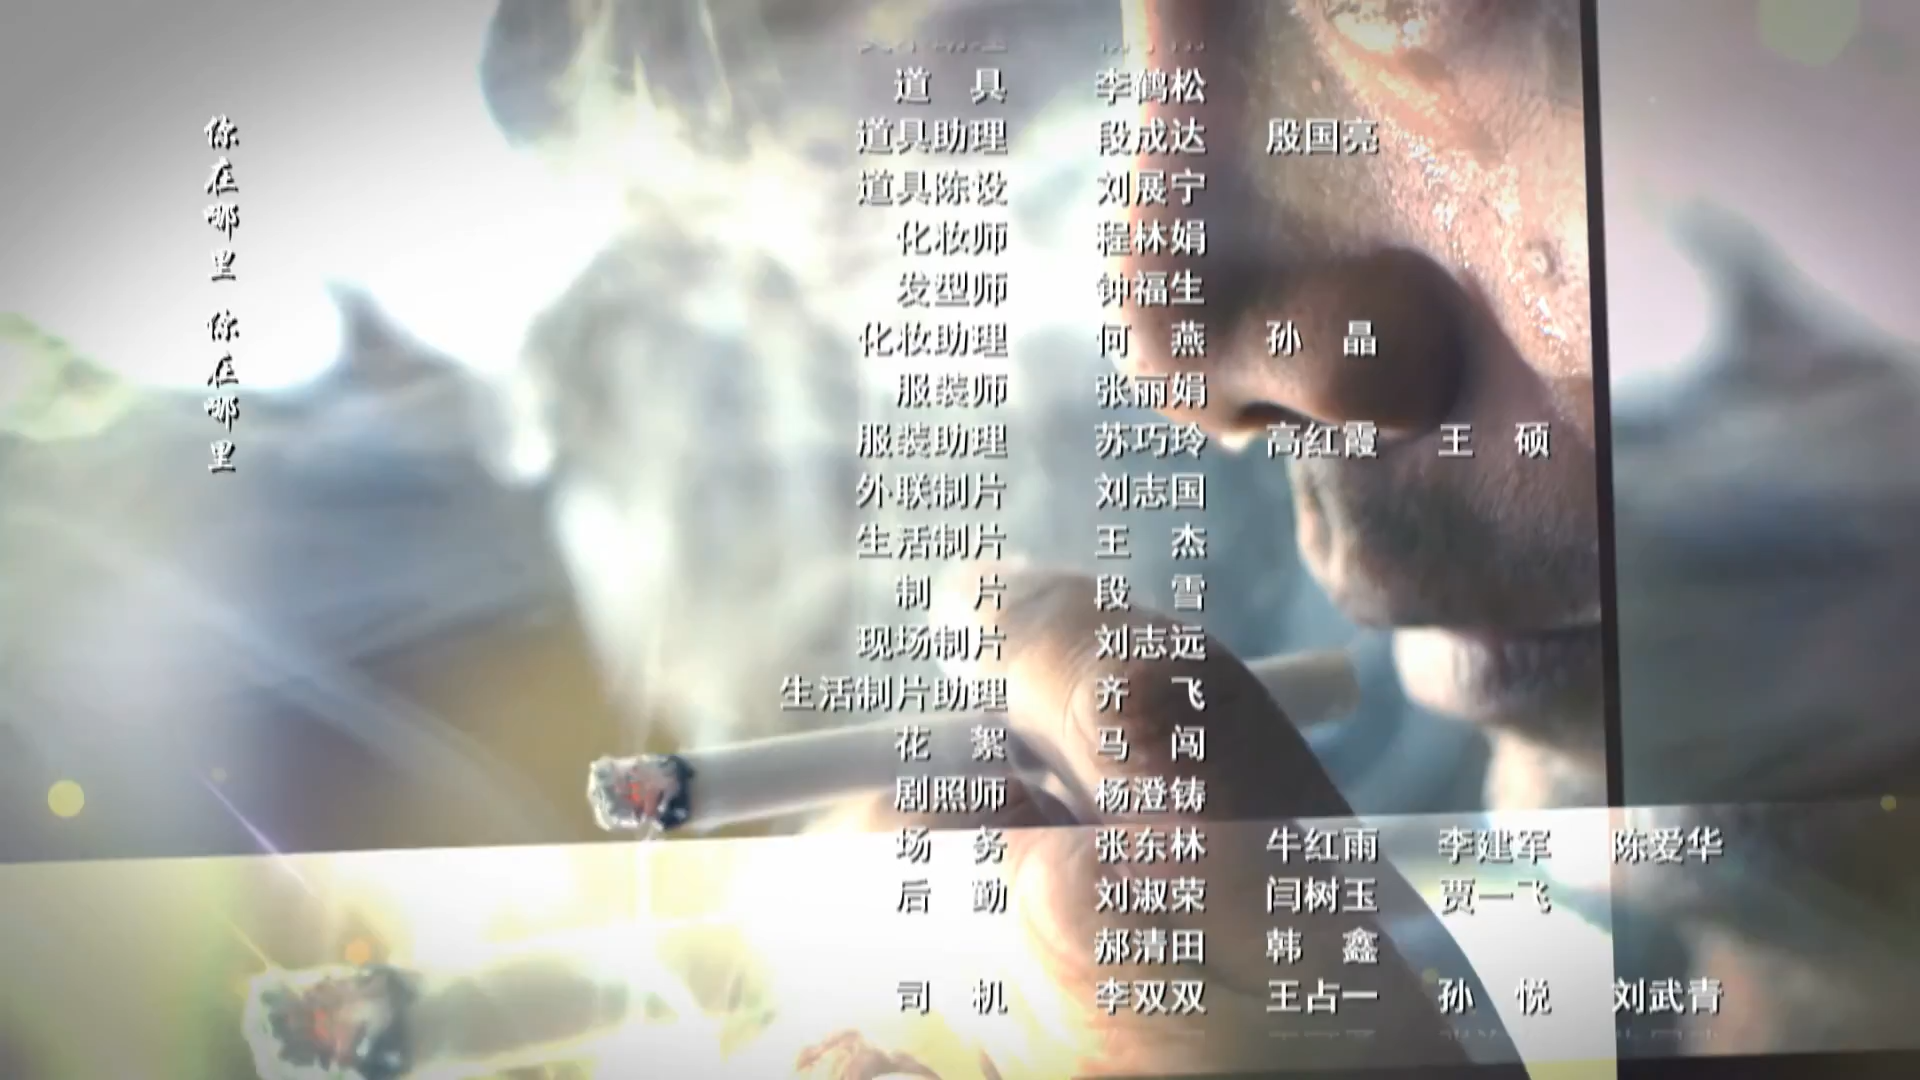 你在哪里 你在哪里
道 具 李鹤松
道具助理 段成达 殷国亮
道具陈设 刘展宁
化妆师 程林娟
发型师 钟福生
化妆助理 何 燕 孙 晶
服装师 张丽娟
服装助理 苏巧玲 高红霞 王 硕
外联制片 刘志国
生活制片 王 杰
制 片 段 雪
现场制片 刘志远
生活制片助理 齐 飞
花 絮 马 闯
剧照师 杨澄铸
场 务 张东林 牛红雨 李建军 陈爱华
后 勤 刘淑荣 闫树玉 贾一飞
郝清田 韩 鑫
司 机 李双双 王占一 孙 悦 刘武青